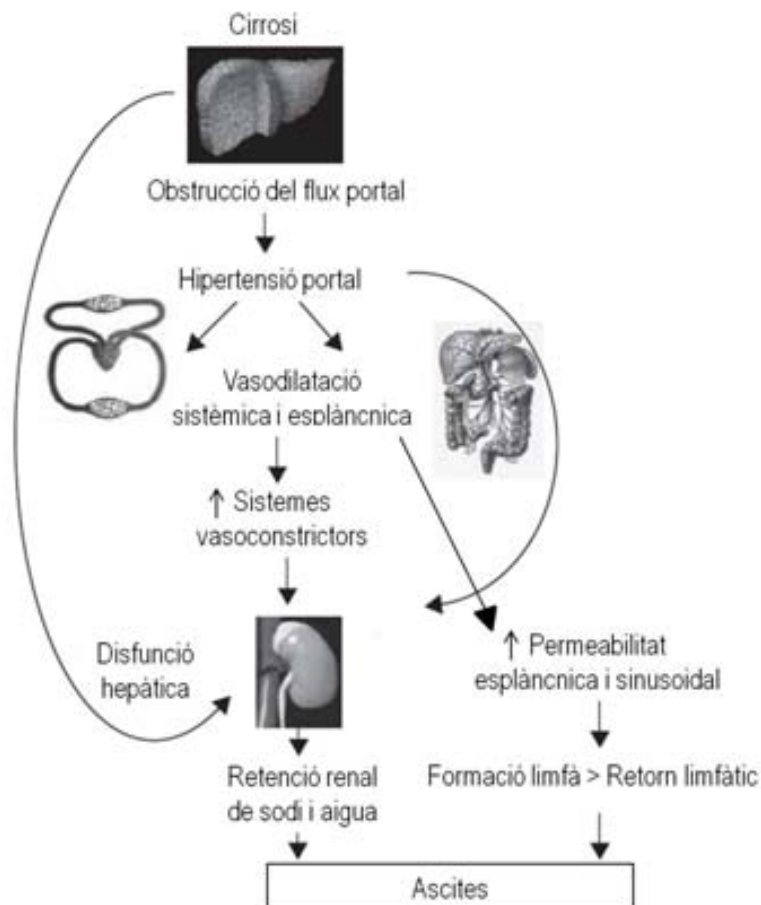 Cirrosi
Obstrucció del flux portal
Hipertensió portal
Vasodilatació
sistèmica i esplàncnica
↑ Sistemes
vasoconstrictors
Disfunció
hepàtica
↑ Permeabilitat
esplàncnica i sinusoidal
Retenció renal
de sodi i aigua
Formació limfà > Retorn limfàtic
Ascites